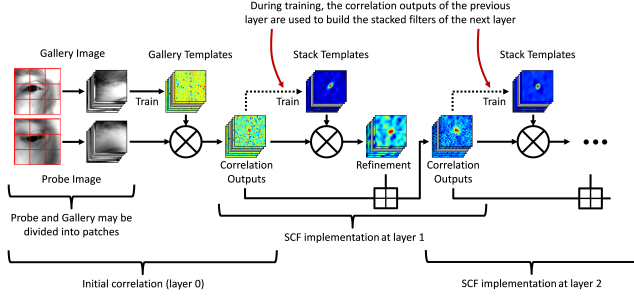 During training, the correlation outputs of the previous
layer are used to build the stacked filters of the next layer
Gallery Image
Gallery Templates
Stack Templates
Stack Templates
Train
Train
Train
Correlation
Outputs
Refinement
Correlation
Outputs
Probe Image
Probe and Gallery may be
divided into patches
SCF implementation at layer 1
Initial correlation (layer 0)
SCF implementation at layer 2